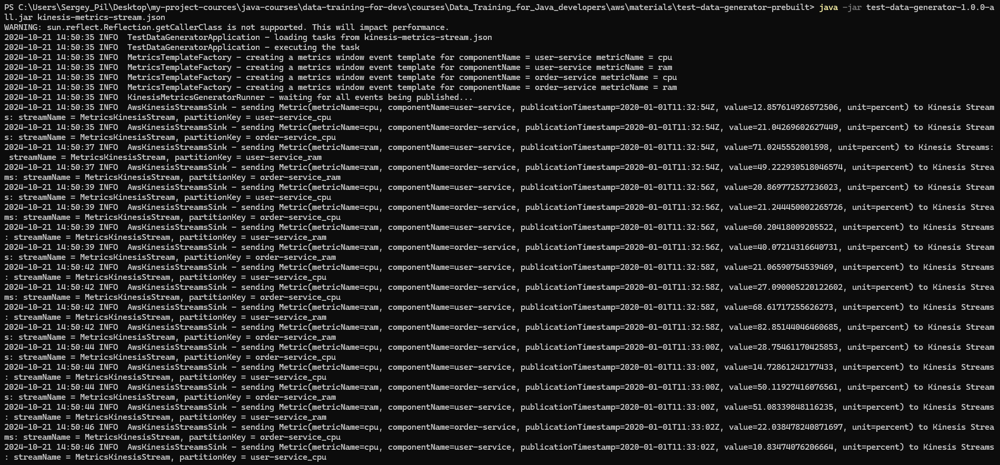 PS C:\Users\Sergey_Pil\Desktop\my-project-cources\java-courses\data-training-for-devs\courses\Data_Training_for_Java_developers\aws\materials\test-data-generator-prebuilt> java -jar test-data-generator-1.0.0-a
ll.jar kinesis-metrics-stream.json
WARNING: sun.reflect.Reflection.getCallerClass is not supported. This will impact performance.
2024-10-21 14:50:35 INFO  TestDataGeneratorApplication - loading tasks from kinesis-metrics-stream.json
2024-10-21 14:50:35 INFO  TestDataGeneratorApplication - executing the task
2024-10-21 14:50:35 INFO  MetricsTemplateFactory - creating a metrics window event template for componentName = user-service metricName = cpu
2024-10-21 14:50:35 INFO  MetricsTemplateFactory - creating a metrics window event template for componentName = user-service metricName = ram
2024-10-21 14:50:35 INFO  MetricsTemplateFactory - creating a metrics window event template for componentName = order-service metricName = cpu
2024-10-21 14:50:35 INFO  MetricsTemplateFactory - creating a metrics window event template for componentName = order-service metricName = ram
2024-10-21 14:50:35 INFO  KinesisMetricsGeneratorRunner - waiting for all events being published...
2024-10-21 14:50:35 INFO  AwsKinesisStreamsSink - sending Metric(metricName=cpu, componentName=user-service, publicationTimestamp=2020-01-01T11:32:54Z, value=12.857614926572506, unit=percent) to Kinesis Stream
s: streamName = MetricsKinesisStream, partitionKey = user-service_cpu
2024-10-21 14:50:35 INFO  AwsKinesisStreamsSink - sending Metric(metricName=cpu, componentName=order-service, publicationTimestamp=2020-01-01T11:32:54Z, value=21.04269602627449, unit=percent) to Kinesis Stream
s: streamName = MetricsKinesisStream, partitionKey = order-service_cpu
2024-10-21 14:50:37 INFO  AwsKinesisStreamsSink - sending Metric(metricName=ram, componentName=user-service, publicationTimestamp=2020-01-01T11:32:54Z, value=71.0245552001598, unit=percent) to Kinesis Streams:
 streamName = MetricsKinesisStream, partitionKey = user-service_ram
2024-10-21 14:50:37 INFO  AwsKinesisStreamsSink - sending Metric(metricName=ram, componentName=order-service, publicationTimestamp=2020-01-01T11:32:54Z, value=49.222930518046574, unit=percent) to Kinesis Strea
ms: streamName = MetricsKinesisStream, partitionKey = order-service_ram
2024-10-21 14:50:39 INFO  AwsKinesisStreamsSink - sending Metric(metricName=cpu, componentName=user-service, publicationTimestamp=2020-01-01T11:32:56Z, value=20.869772527236023, unit=percent) to Kinesis Stream
s: streamName = MetricsKinesisStream, partitionKey = user-service_cpu
2024-10-21 14:50:39 INFO  AwsKinesisStreamsSink - sending Metric(metricName=cpu, componentName=order-service, publicationTimestamp=2020-01-01T11:32:56Z, value=21.244450002265726, unit=percent) to Kinesis Strea
ms: streamName = MetricsKinesisStream, partitionKey = order-service_cpu
2024-10-21 14:50:39 INFO  AwsKinesisStreamsSink - sending Metric(metricName=ram, componentName=user-service, publicationTimestamp=2020-01-01T11:32:56Z, value=60.20418009205522, unit=percent) to Kinesis Streams
: streamName = MetricsKinesisStream, partitionKey = user-service_ram
2024-10-21 14:50:39 INFO  AwsKinesisStreamsSink - sending Metric(metricName=ram, componentName=order-service, publicationTimestamp=2020-01-01T11:32:56Z, value=40.07214316640731, unit=percent) to Kinesis Stream
s: streamName = MetricsKinesisStream, partitionKey = order-service_ram
2024-10-21 14:50:42 INFO  AwsKinesisStreamsSink - sending Metric(metricName=cpu, componentName=user-service, publicationTimestamp=2020-01-01T11:32:58Z, value=21.06590754539469, unit=percent) to Kinesis Streams
: streamName = MetricsKinesisStream, partitionKey = user-service_cpu
2024-10-21 14:50:42 INFO  AwsKinesisStreamsSink - sending Metric(metricName=cpu, componentName=order-service, publicationTimestamp=2020-01-01T11:32:58Z, value=27.090005220122602, unit=percent) to Kinesis Strea
ms: streamName = MetricsKinesisStream, partitionKey = order-service_cpu
2024-10-21 14:50:42 INFO  AwsKinesisStreamsSink - sending Metric(metricName=ram, componentName=user-service, publicationTimestamp=2020-01-01T11:32:58Z, value=68.61717255626273, unit=percent) to Kinesis Streams
: streamName = MetricsKinesisStream, partitionKey = user-service_ram
2024-10-21 14:50:42 INFO  AwsKinesisStreamsSink - sending Metric(metricName=ram, componentName=order-service, publicationTimestamp=2020-01-01T11:32:58Z, value=82.85144046460685, unit=percent) to Kinesis Stream
s: streamName = MetricsKinesisStream, partitionKey = order-service_ram
2024-10-21 14:50:44 INFO  AwsKinesisStreamsSink - sending Metric(metricName=cpu, componentName=order-service, publicationTimestamp=2020-01-01T11:33:00Z, value=28.75461170425853, unit=percent) to Kinesis Stream
s: streamName = MetricsKinesisStream, partitionKey = order-service_cpu
2024-10-21 14:50:44 INFO  AwsKinesisStreamsSink - sending Metric(metricName=cpu, componentName=user-service, publicationTimestamp=2020-01-01T11:33:00Z, value=14.72861242177433, unit=percent) to Kinesis Streams
: streamName = MetricsKinesisStream, partitionKey = user-service_cpu
2024-10-21 14:50:44 INFO  AwsKinesisStreamsSink - sending Metric(metricName=ram, componentName=order-service, publicationTimestamp=2020-01-01T11:33:00Z, value=50.11927416076561, unit=percent) to Kinesis Stream
s: streamName = MetricsKinesisStream, partitionKey = order-service_ram
2024-10-21 14:50:44 INFO  AwsKinesisStreamsSink - sending Metric(metricName=ram, componentName=user-service, publicationTimestamp=2020-01-01T11:33:00Z, value=51.08339848116235, unit=percent) to Kinesis Streams
: streamName = MetricsKinesisStream, partitionKey = user-service_ram
2024-10-21 14:50:46 INFO  AwsKinesisStreamsSink - sending Metric(metricName=cpu, componentName=order-service, publicationTimestamp=2020-01-01T11:33:02Z, value=22.038478240871697, unit=percent) to Kinesis Strea
ms: streamName = MetricsKinesisStream, partitionKey = order-service_cpu
2024-10-21 14:50:46 INFO  AwsKinesisStreamsSink - sending Metric(metricName=cpu, componentName=user-service, publicationTimestamp=2020-01-01T11:33:02Z, value=10.83474076206664, unit=percent) to Kinesis Streams
: streamName = MetricsKinesisStream, partitionKey = user-service_cpu